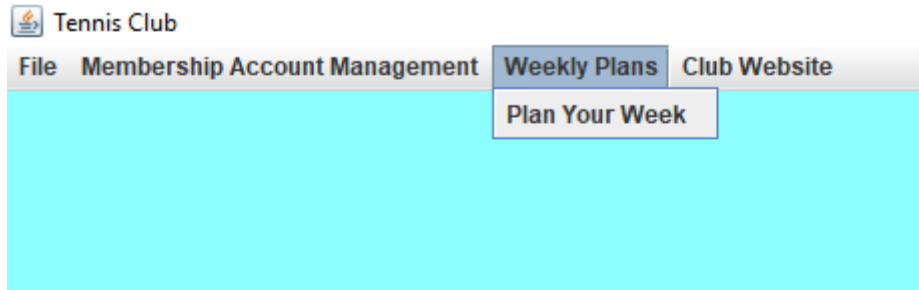 Tennis Club
File Membership Account Management Weekly Plans Club Website
Plan Your Week